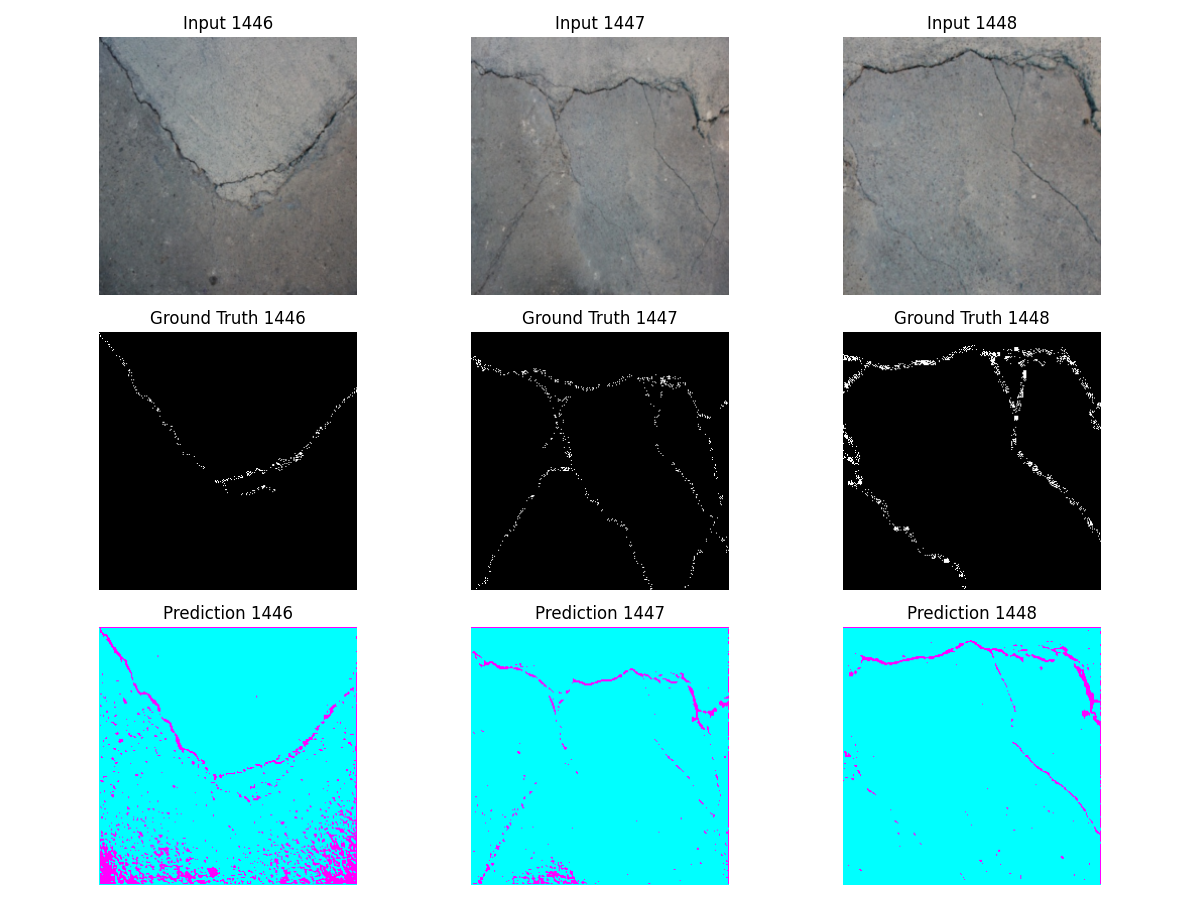 Input 1446
Input 1447
Input 1448
Ground Truth 1446
Ground Truth 1447
Ground Truth 1448
Prediction 1446
Prediction 1447
Prediction 1448